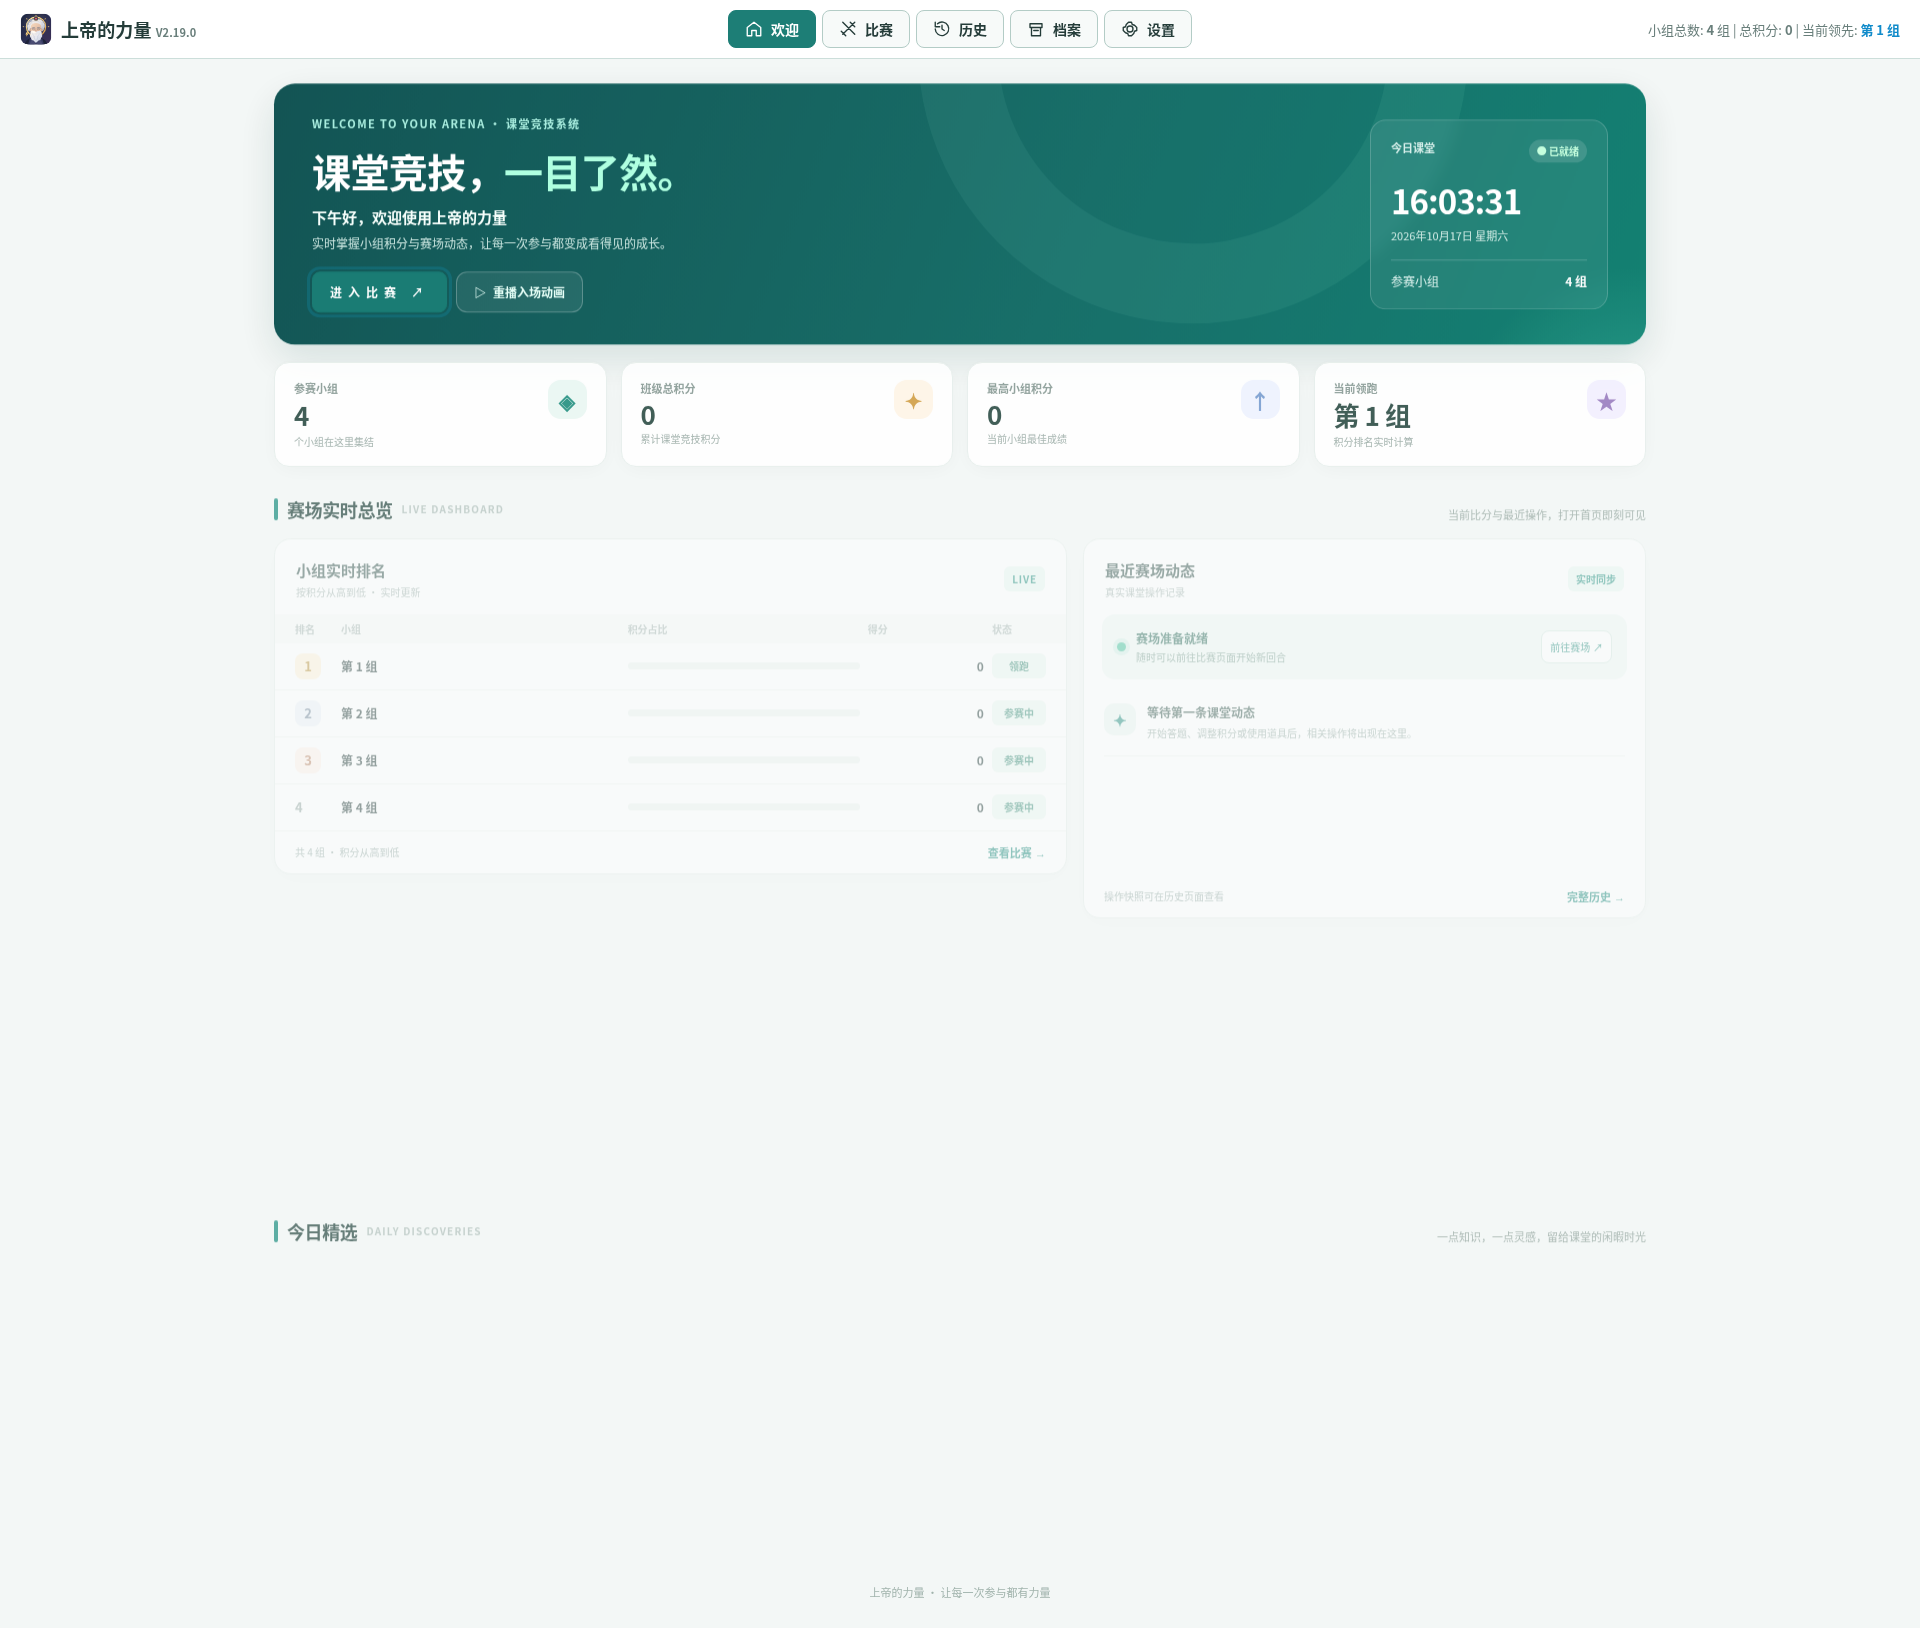 上帝的力量 V2.19.0
欢迎
比赛
历史
档案
设置
小组总数: 4 组 | 总积分: 0 | 当前领先: 第 1 组
WELCOME TO YOUR ARENA · 课堂竞技系统
课堂竞技，一目了然。
下午好，欢迎使用上帝的力量
实时掌握小组积分与赛场动态，让每一次参与都变成看得见的成长。
进入比赛 ↗
▷ 重播入场动画
今日课堂
已就绪
16:03:31
2026年10月17日 星期六
参赛小组 4 组
参赛小组
4
个小组在这里集结
班级总积分
0
累计课堂竞技积分
最高小组积分
0
当前小组最佳成绩
当前领跑
第 1 组
积分排名实时计算
赛场实时总览 LIVE DASHBOARD
当前比分与最近操作，打开首页即刻可见
小组实时排名
按积分从高到低 · 实时更新
LIVE
排名 小组 积分占比 得分 状态
1 第 1 组 0 领跑
2 第 2 组 0 参赛中
3 第 3 组 0 参赛中
4 第 4 组 0 参赛中
共 4 组 · 积分从高到低
查看比赛 →
最近赛场动态
真实课堂操作记录
实时同步
赛场准备就绪
随时可以前往比赛页面开始新回合
前往赛场 ↗
等待第一条课堂动态
开始答题、调整积分或使用道具后，相关操作将出现在这里。
操作快照可在历史页面查看
完整历史 →
今日精选 DAILY DISCOVERIES
一点知识，一点灵感，留给课堂的闲暇时光
上帝的力量 · 让每一次参与都有力量